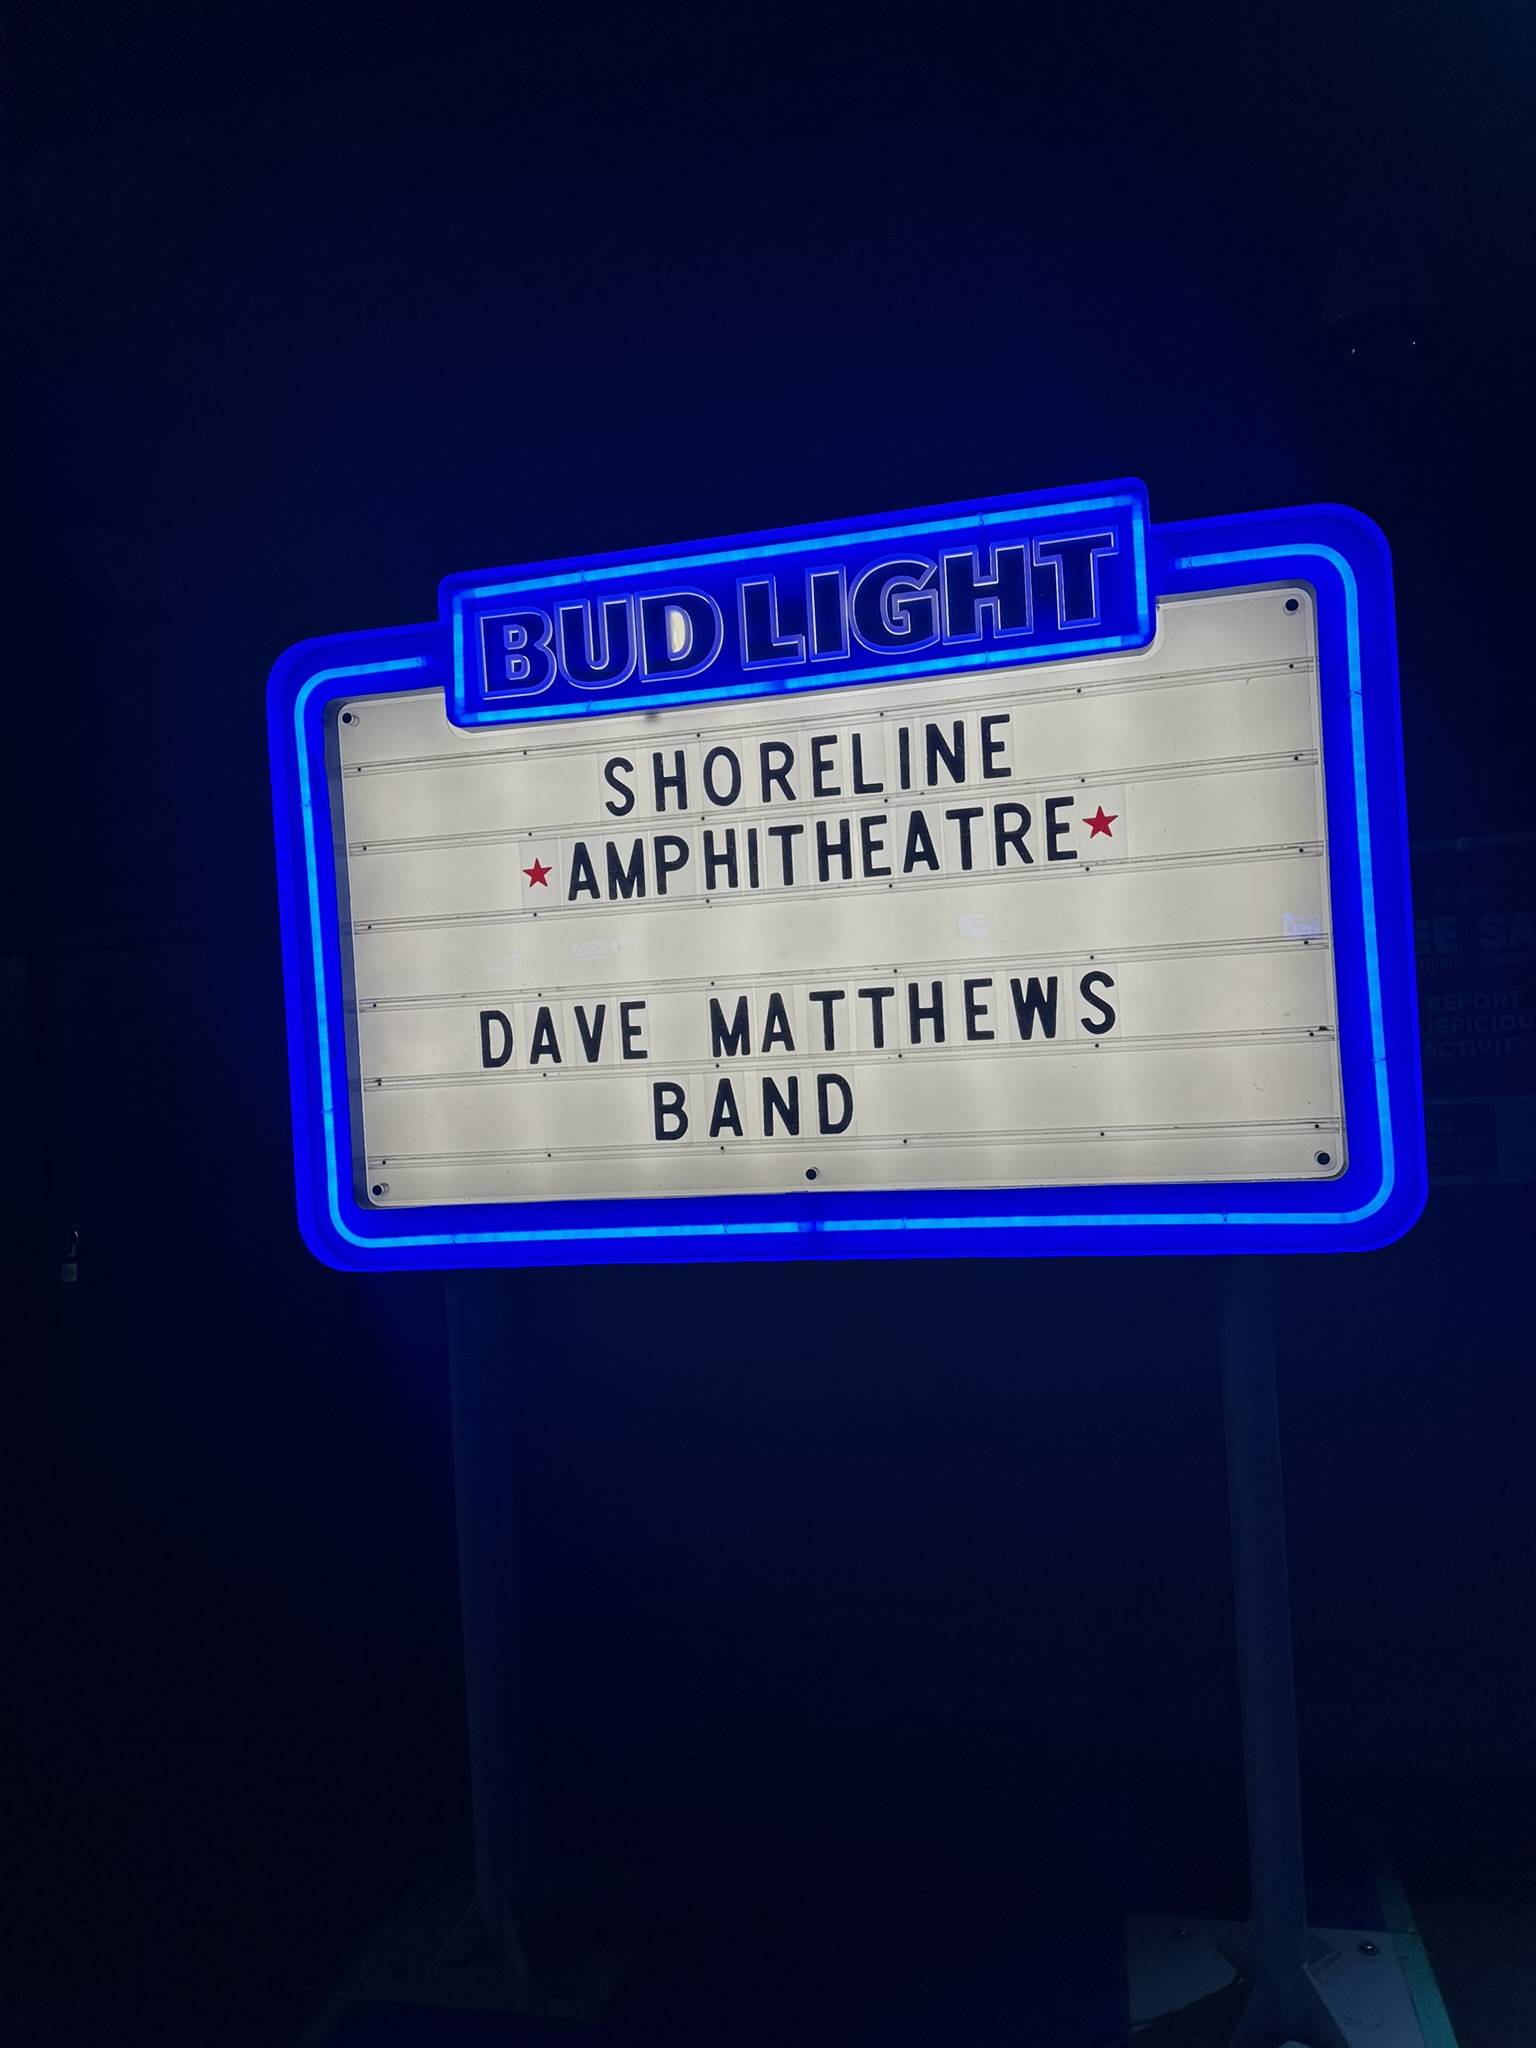 BUD LIGHT
SHORELINE
★AMPHITHEATRE★
DAVE MATTHEWS
BAND
REPORT
ACTIVITY